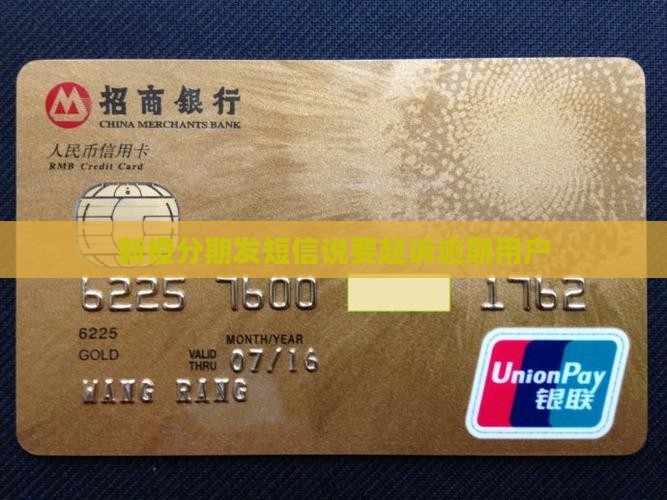 招商银行
CHINA MERCHANTS BANK
人民币信用卡
RMB Credit Card
新橙分期发短信说要起诉逾期用户
6225 7600 1762
6225
MONTH/YEAR
GOLD VALID THRU 07/16
WANG RANG
UnionPay
银联